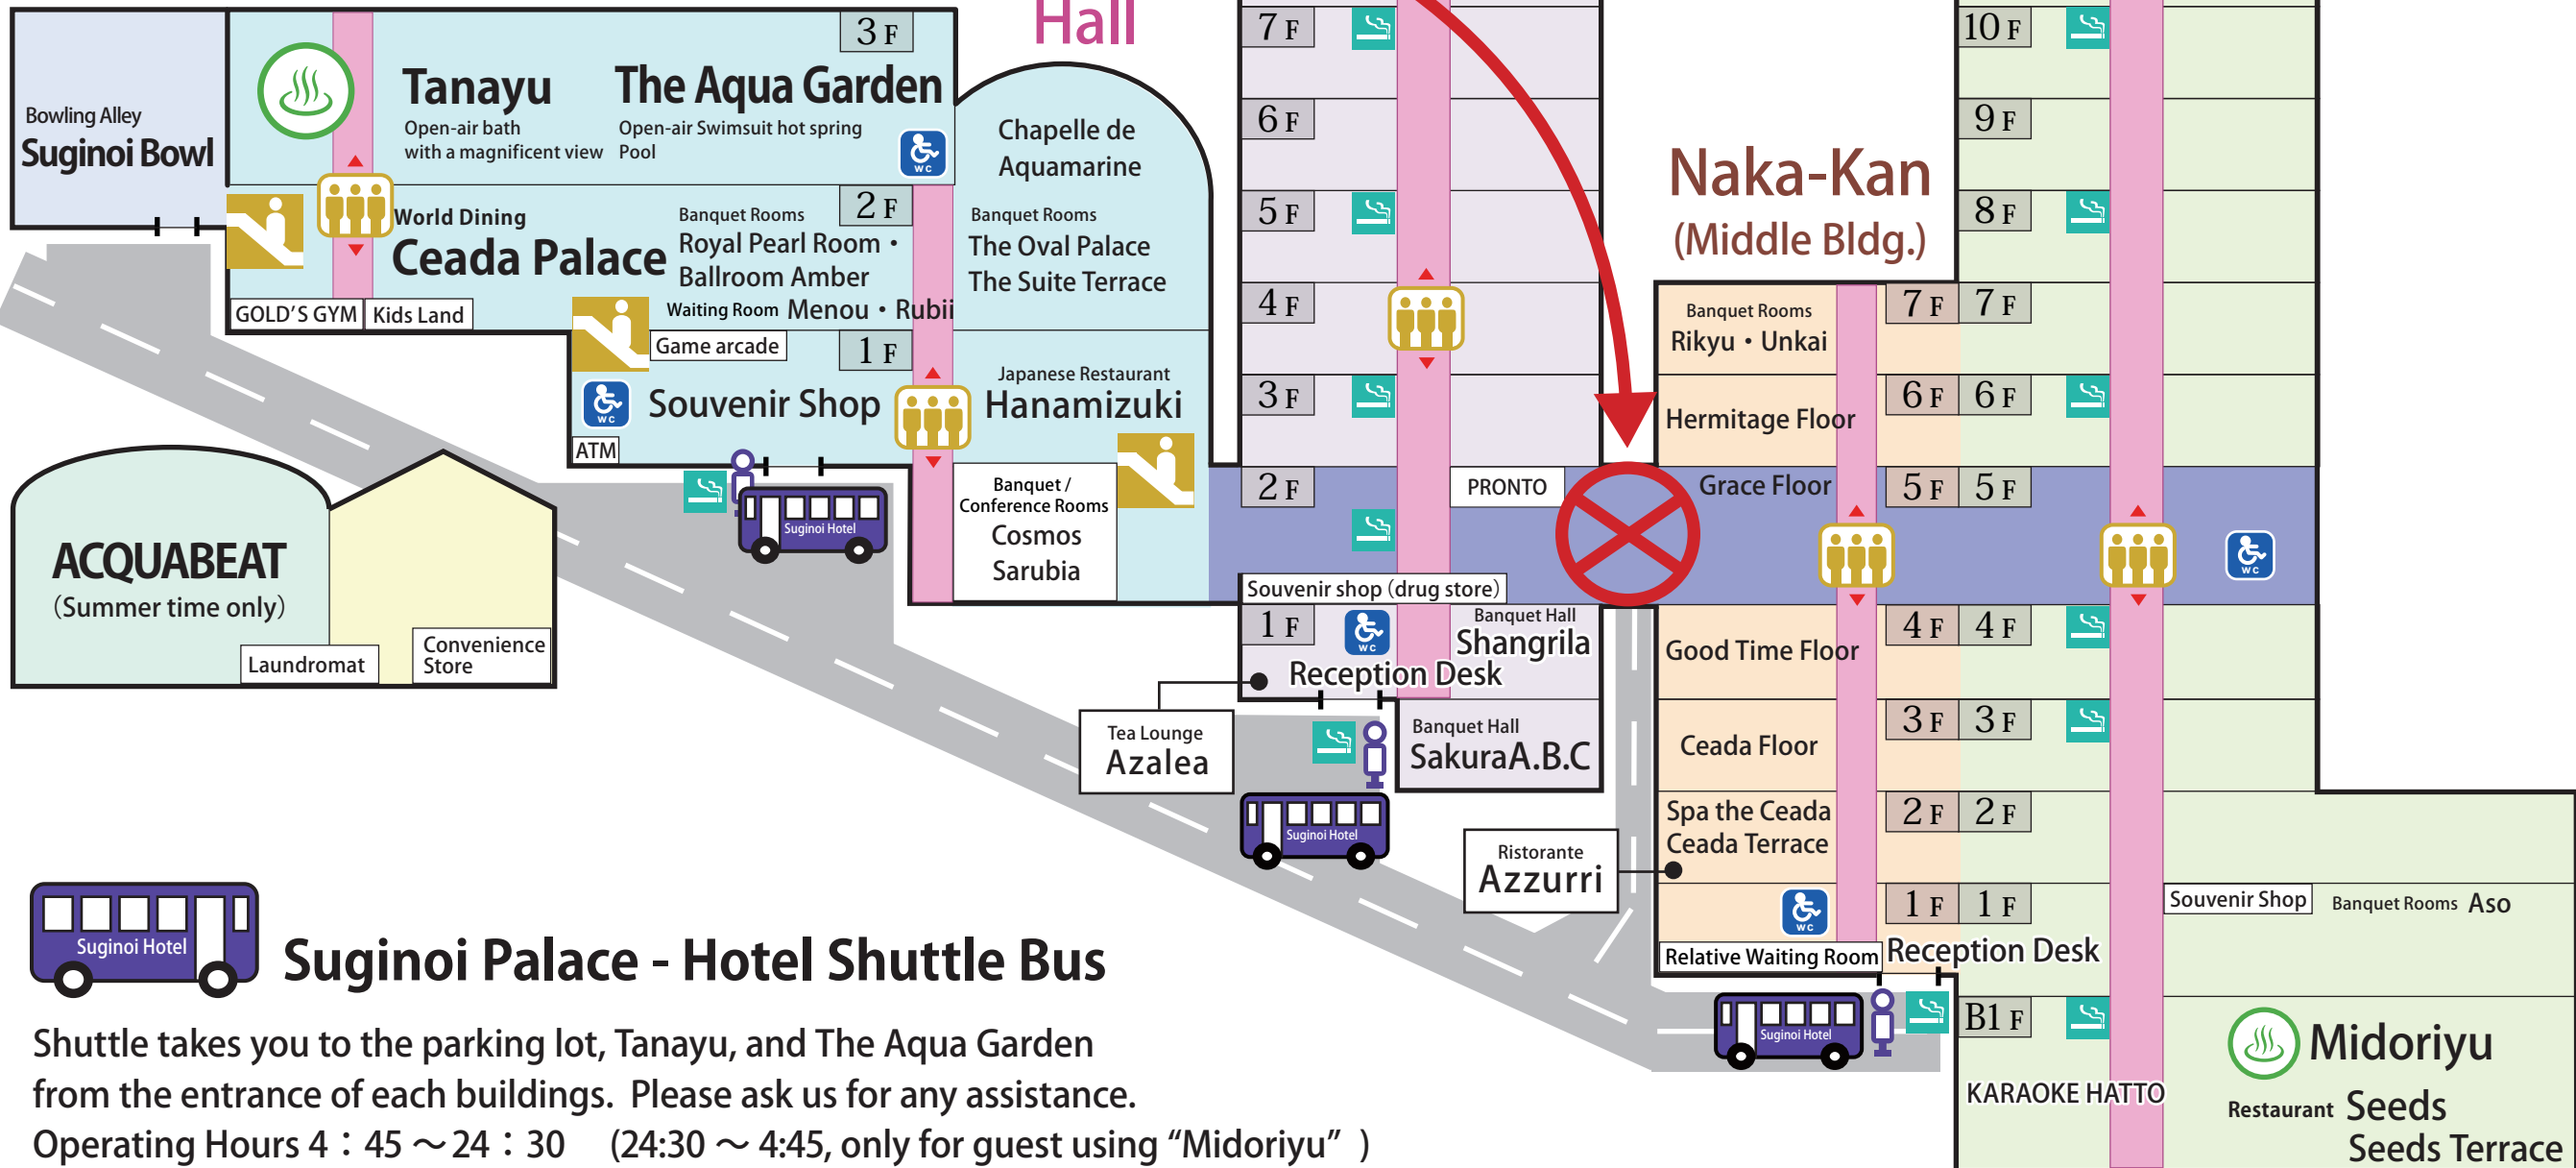 Hall
3 F
Bowling Alley
Suginoi Bowl
Tanayu
Open-air bath
with a magnificent view
The Aqua Garden
Open-air Swimsuit hot spring
Pool
WC
2 F
World Dining
Ceada Palace
Banquet Rooms
Royal Pearl Room・
Ballroom Amber
Waiting Room Menou・Rubii
GOLD'S GYM
Kids Land
Chapelle de
Aquamarine
Banquet Rooms
The Oval Palace
The Suite Terrace
1 F
Game arcade
WC
Souvenir Shop
ATM
Japanese Restaurant
Hanamizuki
Banquet /
Conference Rooms
Cosmos
Sarubia
Suginoi Hotel
ACQUABEAT
(Summer time only)
Laundromat
Convenience
Store
7 F
6 F
5 F
4 F
3 F
2 F
PRONTO
Souvenir shop (drug store)
1 F
WC
Banquet Hall
Shangrila
Reception Desk
Tea Lounge
Azalea
Banquet Hall
SakuraA.B.C
Suginoi Hotel
Naka-Kan
(Middle Bldg.)
Banquet Rooms
Rikyu・Unkai
7 F
Hermitage Floor
6 F
Grace Floor
5 F
Good Time Floor
4 F
Ceada Floor
3 F
Spa the Ceada
Ceada Terrace
2 F
Ristorante
Azzurri
WC
1 F
Relative Waiting Room
Reception Desk
Suginoi Hotel
10 F
9 F
8 F
7 F
6 F
5 F
WC
4 F
3 F
2 F
1 F
Souvenir Shop
Banquet Rooms Aso
B1 F
Midoriyu
KARAOKE HATTO
Restaurant Seeds
Seeds Terrace
Suginoi Hotel
Suginoi Palace - Hotel Shuttle Bus
Shuttle takes you to the parking lot, Tanayu, and The Aqua Garden
from the entrance of each buildings. Please ask us for any assistance.
Operating Hours 4：45 ～24：30 (24:30 ～ 4:45, only for guest using “Midoriyu” )